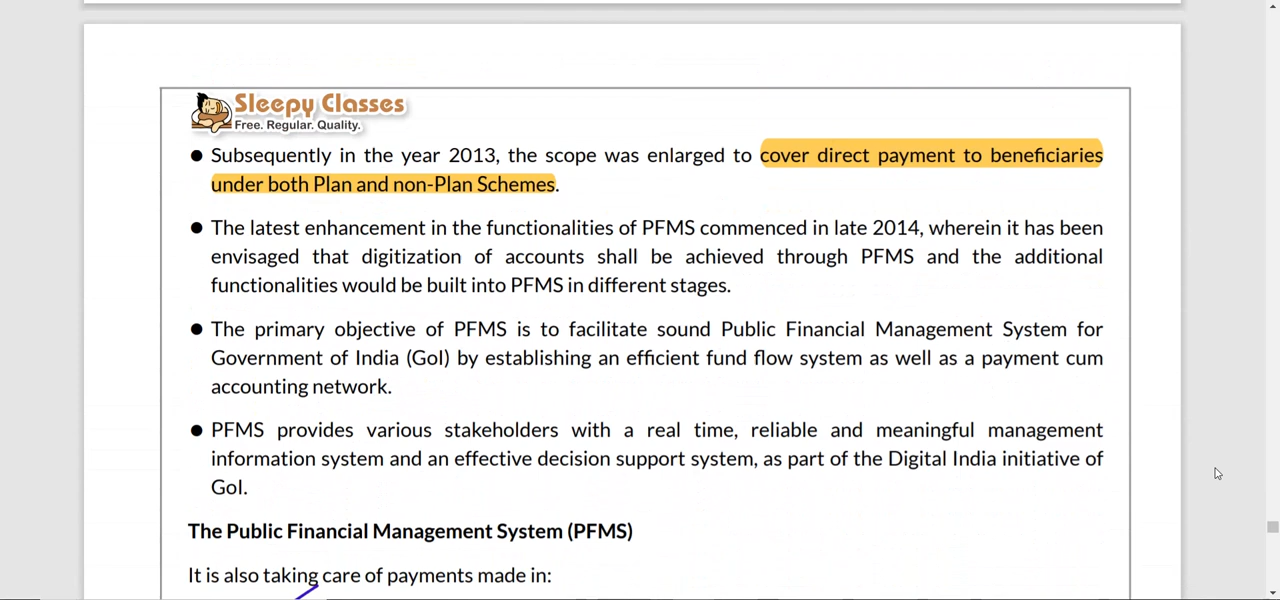 Sleepy Classes
Free. Regular. Quality.
● Subsequently in the year 2013, the scope was enlarged to cover direct payment to beneficiaries
under both Plan and non-Plan Schemes.
● The latest enhancement in the functionalities of PFMS commenced in late 2014, wherein it has been
envisaged that digitization of accounts shall be achieved through PFMS and the additional
functionalities would be built into PFMS in different stages.
● The primary objective of PFMS is to facilitate sound Public Financial Management System for
Government of India (GoI) by establishing an efficient fund flow system as well as a payment cum
accounting network.
● PFMS provides various stakeholders with a real time, reliable and meaningful management
information system and an effective decision support system, as part of the Digital India initiative of
GoI.
The Public Financial Management System (PFMS)
It is also taking care of payments made in: